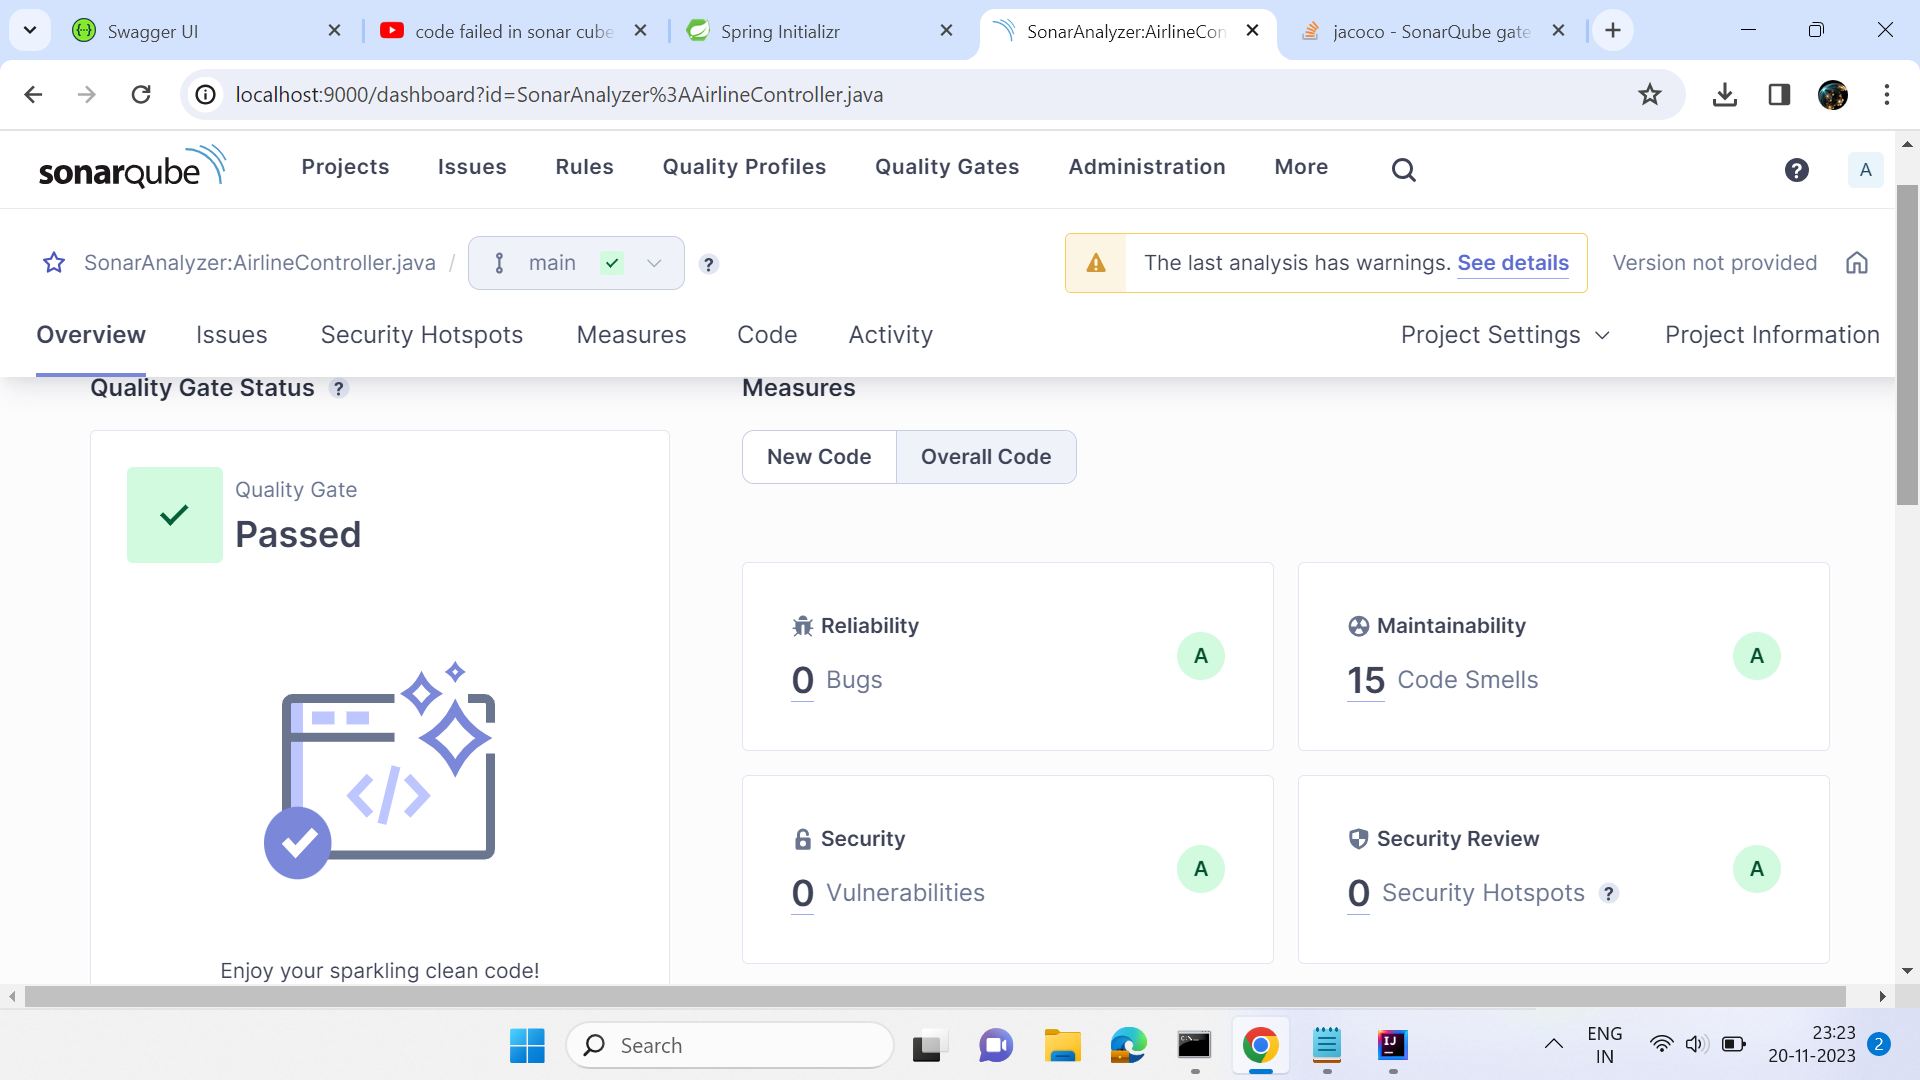 Swagger UI
code failed in sonar cube
Spring Initializr
SonarAnalyzer:AirlineCon
jacoco - SonarQube gate
localhost:9000/dashboard?id=SonarAnalyzer%3AAirlineController.java
sonarqube
Projects
Issues
Rules
Quality Profiles
Quality Gates
Administration
More
?
A
SonarAnalyzer:AirlineController.java /
main
?
The last analysis has warnings. See details
Version not provided
Overview
Issues
Security Hotspots
Measures
Code
Activity
Project Settings
Project Information
Quality Gate Status ?
Quality Gate
Passed
</>
Enjoy your sparkling clean code!
Measures
New Code
Overall Code
Reliability
0 Bugs
A
Maintainability
15 Code Smells
A
Security
0 Vulnerabilities
A
Security Review
0 Security Hotspots ?
A
Search
C:\.
IJ
ENG
IN
23:23
20-11-2023
2